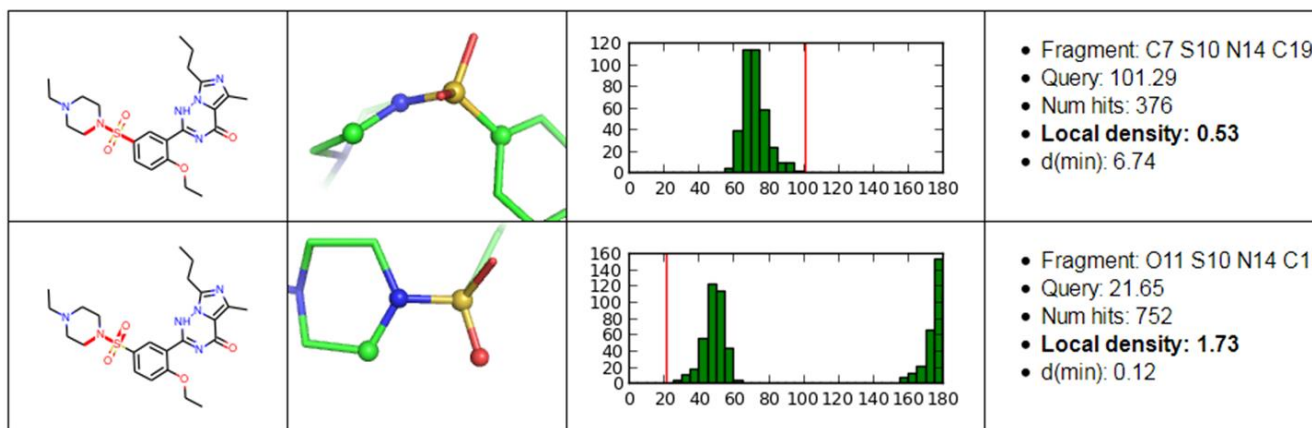 120
100
80
60
40
20
0
0 20 40 60 80 100 120 140 160 180
Fragment: C7 S10 N14 C19
Query: 101.29
Num hits: 376
Local density: 0.53
d(min): 6.74
N
N
N
NH
N
N
O
S
O
O
O
160
140
120
100
80
60
40
20
0
0 20 40 60 80 100 120 140 160 180
Fragment: O11 S10 N14 C1
Query: 21.65
Num hits: 752
Local density: 1.73
d(min): 0.12
N
N
N
NH
N
N
O
S
O
O
O